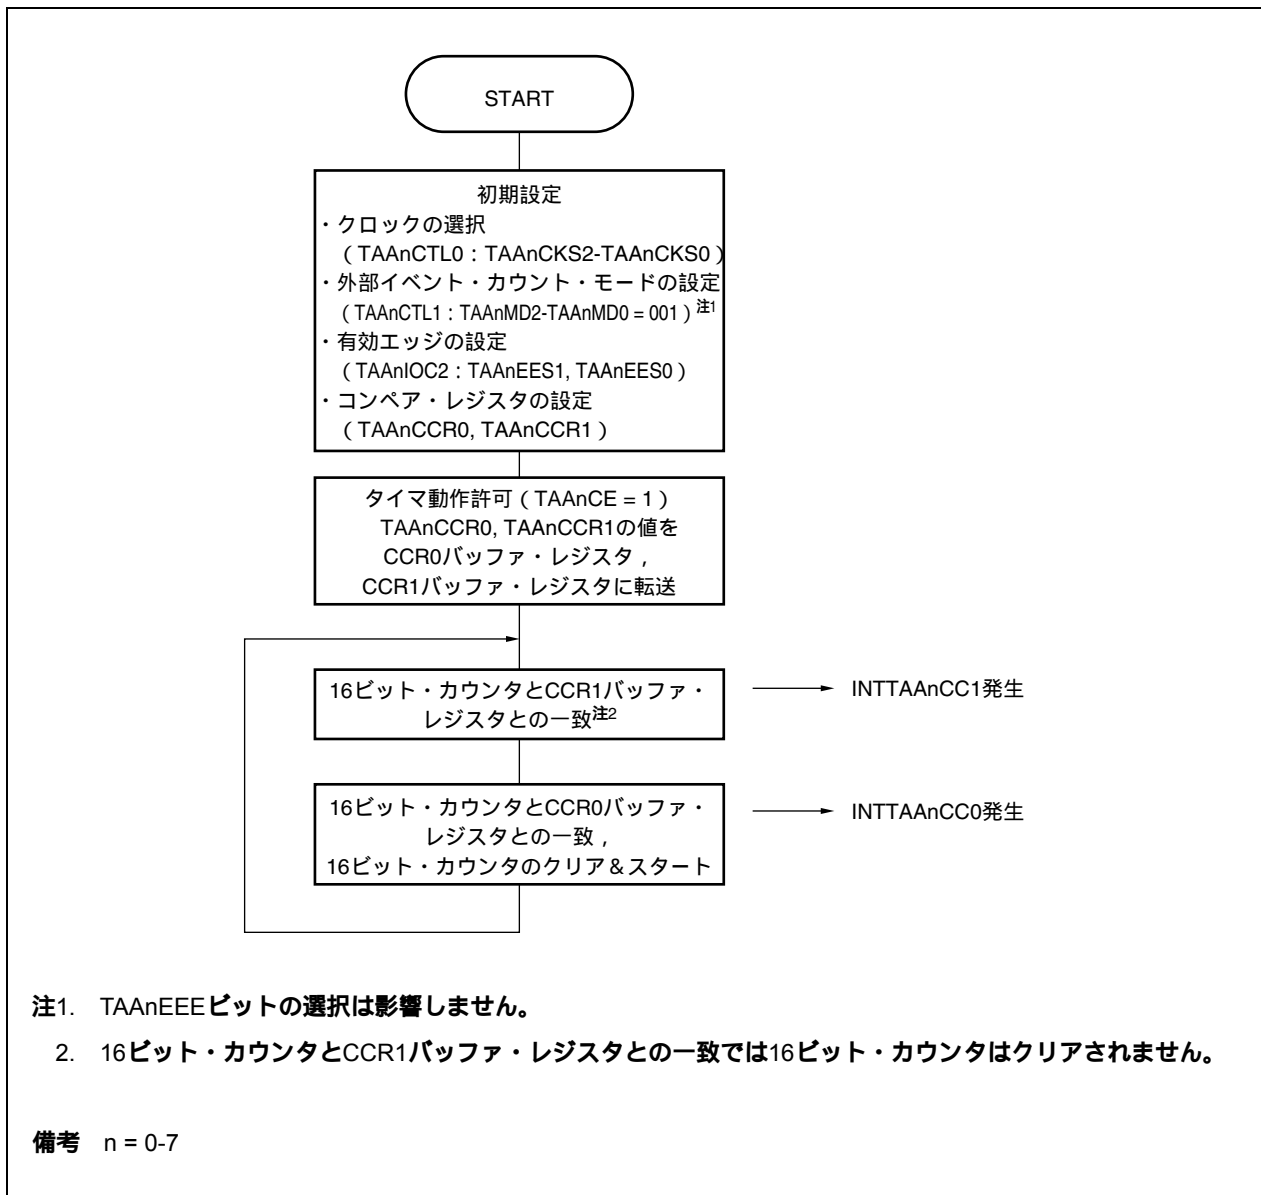 START
初期設定
・クロックの選択
（TAAnCTL0：TAAnCKS2-TAAnCKS0）
・外部イベント・カウント・モードの設定
（TAAnCTL1：TAAnMD2-TAAnMD0 = 001）注1
・有効エッジの設定
（TAAnIOC2：TAAnEES1, TAAnEES0）
・コンペア・レジスタの設定
（TAAnCCR0, TAAnCCR1）
タイマ動作許可（TAAnCE = 1）
TAAnCCR0, TAAnCCR1の値を
CCR0バッファ・レジスタ，
CCR1バッファ・レジスタに転送
16ビット・カウンタとCCR1バッファ・
レジスタとの一致注2
INTTAAnCC1発生
16ビット・カウンタとCCR0バッファ・
レジスタとの一致，
16ビット・カウンタのクリア＆スタート
INTTAAnCC0発生
注1. TAAnEEEビットの選択は影響しません。
2. 16ビット・カウンタとCCR1バッファ・レジスタとの一致では16ビット・カウンタはクリアされません。
備考 n = 0-7